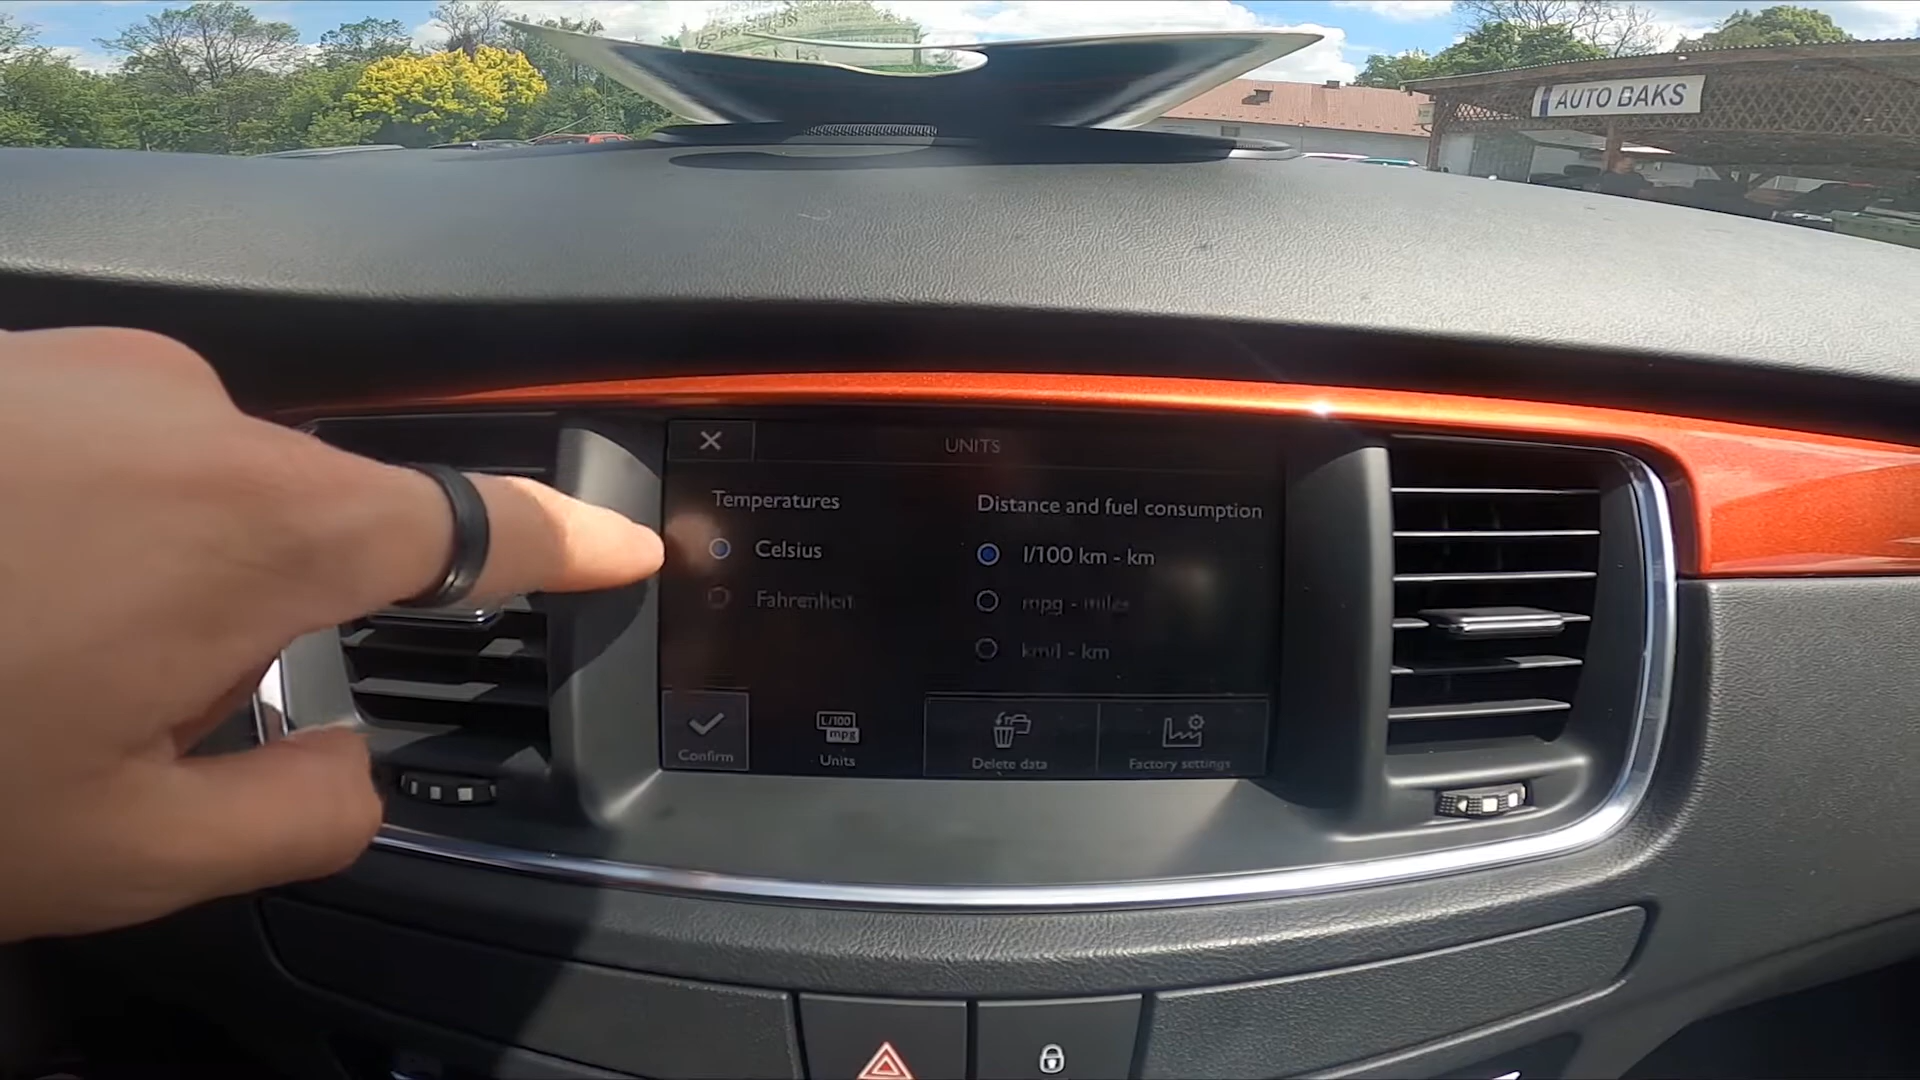 AUTO BAKS
UNITS
Temperatures
Celsius
Fahrenheit
Distance and fuel consumption
l/100 km - km
mpg - miles
km/l - km
Confirm
L/100
mpg
Units
Delete data
Factory settings